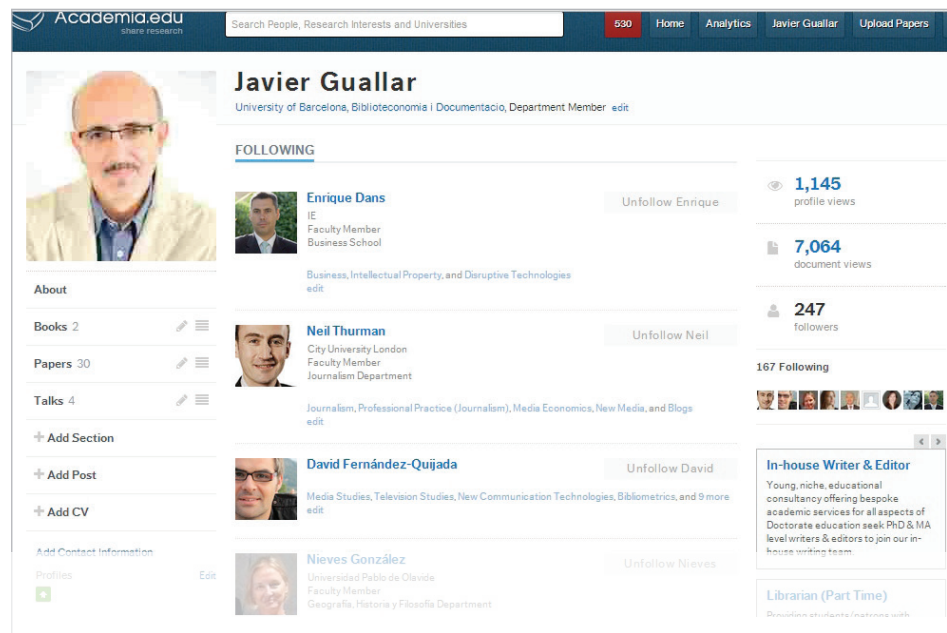 Academia.edu
share research
Search People, Research Interests and Universities
530
Home
Analytics
Javier Guallar
Upload Papers
Javier Guallar
University of Barcelona, Biblioteconomia i Documentacio, Department Member edit
FOLLOWING
Enrique Dans
IE
Faculty Member
Business School
Business, Intellectual Property, and Disruptive Technologies
edit
Unfollow Enrique
Neil Thurman
City University London
Faculty Member
Journalism Department
Journalism, Professional Practice (Journalism), Media Economics, New Media, and Blogs
edit
Unfollow Neil
David Fernández-Quijada
Media Studies, Television Studies, New Communication Technologies, Bibliometrics, and 9 more
edit
Unfollow David
Nieves González
Universidad Pablo de Olavide
Faculty Member
Geografía, Historia y Filosofía Department
Unfollow Nieves
About
Books 2
Papers 30
Talks 4
+ Add Section
+ Add Post
+ Add CV
Add Contact Information
Profiles
Edit
1,145
profile views
7,064
document views
247
followers
167 Following
In-house Writer & Editor
Young, niche, educational
consultancy offering bespoke
academic services for all aspects of
Doctorate education seek PhD & MA
level writers & editors to join our in-
house writing team.
Librarian (Part Time)
Providing students/patrons with